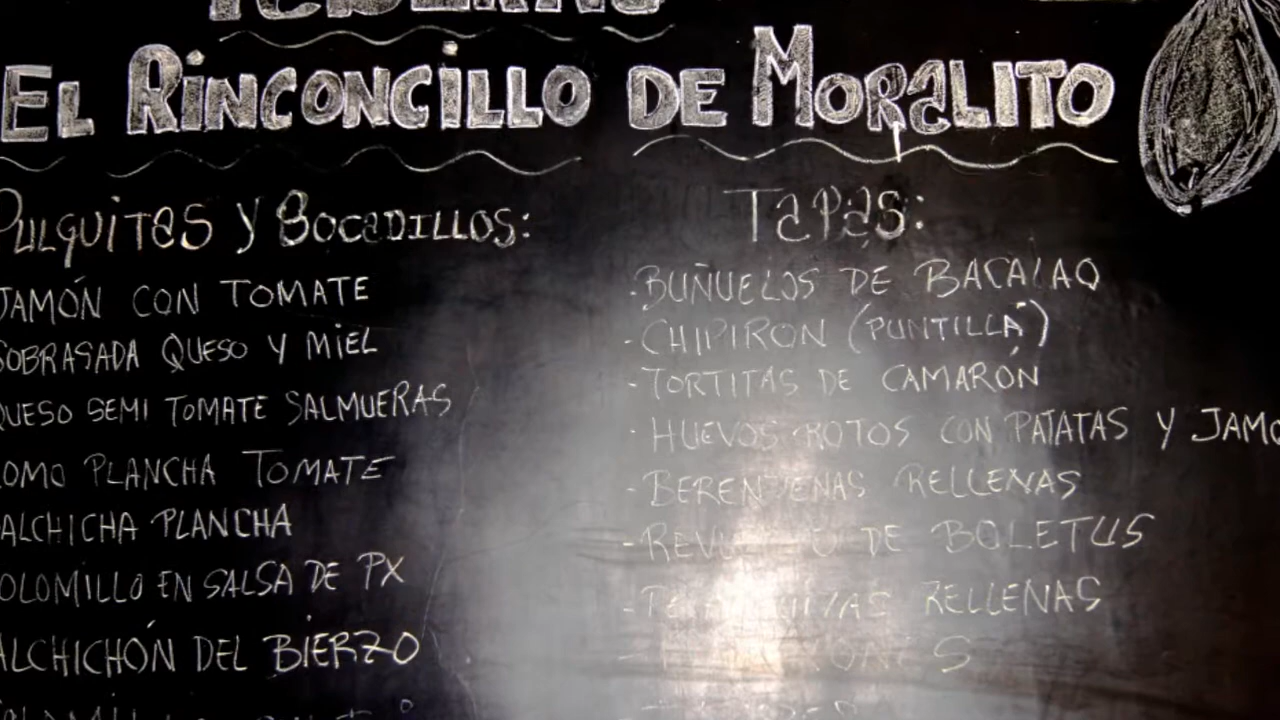 EL RINCONCILLO DE MORALITO
Pulguitas y Bocadillos:
JAMÓN CON TOMATE
SOBRASADA QUESO Y MIEL
QUESO SEMI TOMATE SALMUERAS
LOMO PLANCHA TOMATE
SALCHICHA PLANCHA
SOLOMILLO EN SALSA DE PX
SALCHICHÓN DEL BIERZO
Tapas:
·BUÑUELOS DE BACALAO
-CHIPIRON (PUNTILLA)
-TORTITAS DE CAMARÓN
·HUEVOS ROTOS CON PATATAS Y JAMO
-BERENJENAS RELLENAS
-REVUELTO DE BOLETUS
RELLENAS